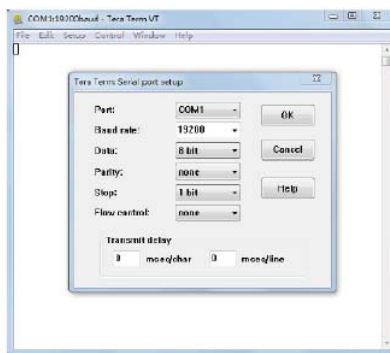 COM1:19200baud - Tera Term VT
File Edit Setup Control Window Help
Tera Term Serial port setup
Port: COM1
Baud rate: 19200
Data: 8 bit
Parity: none
Stop: 1 bit
Flow control: none
OK
Cancel
Help
Transmit delay
0 msec/char 0 msec/line